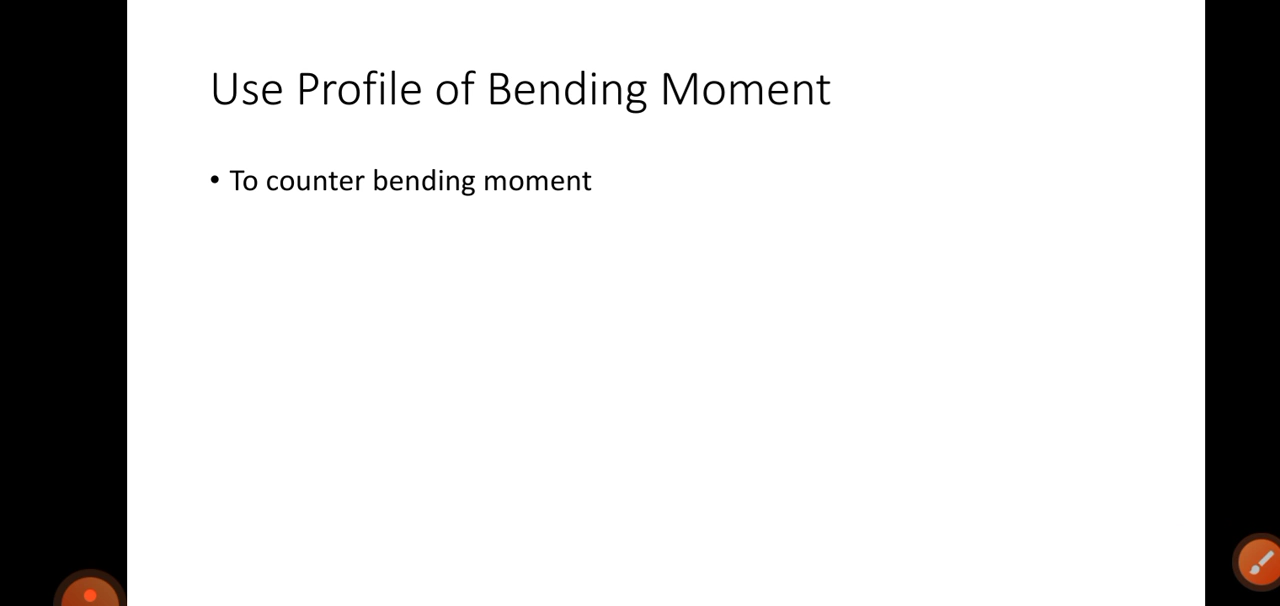 Use Profile of Bending Moment
• To counter bending moment